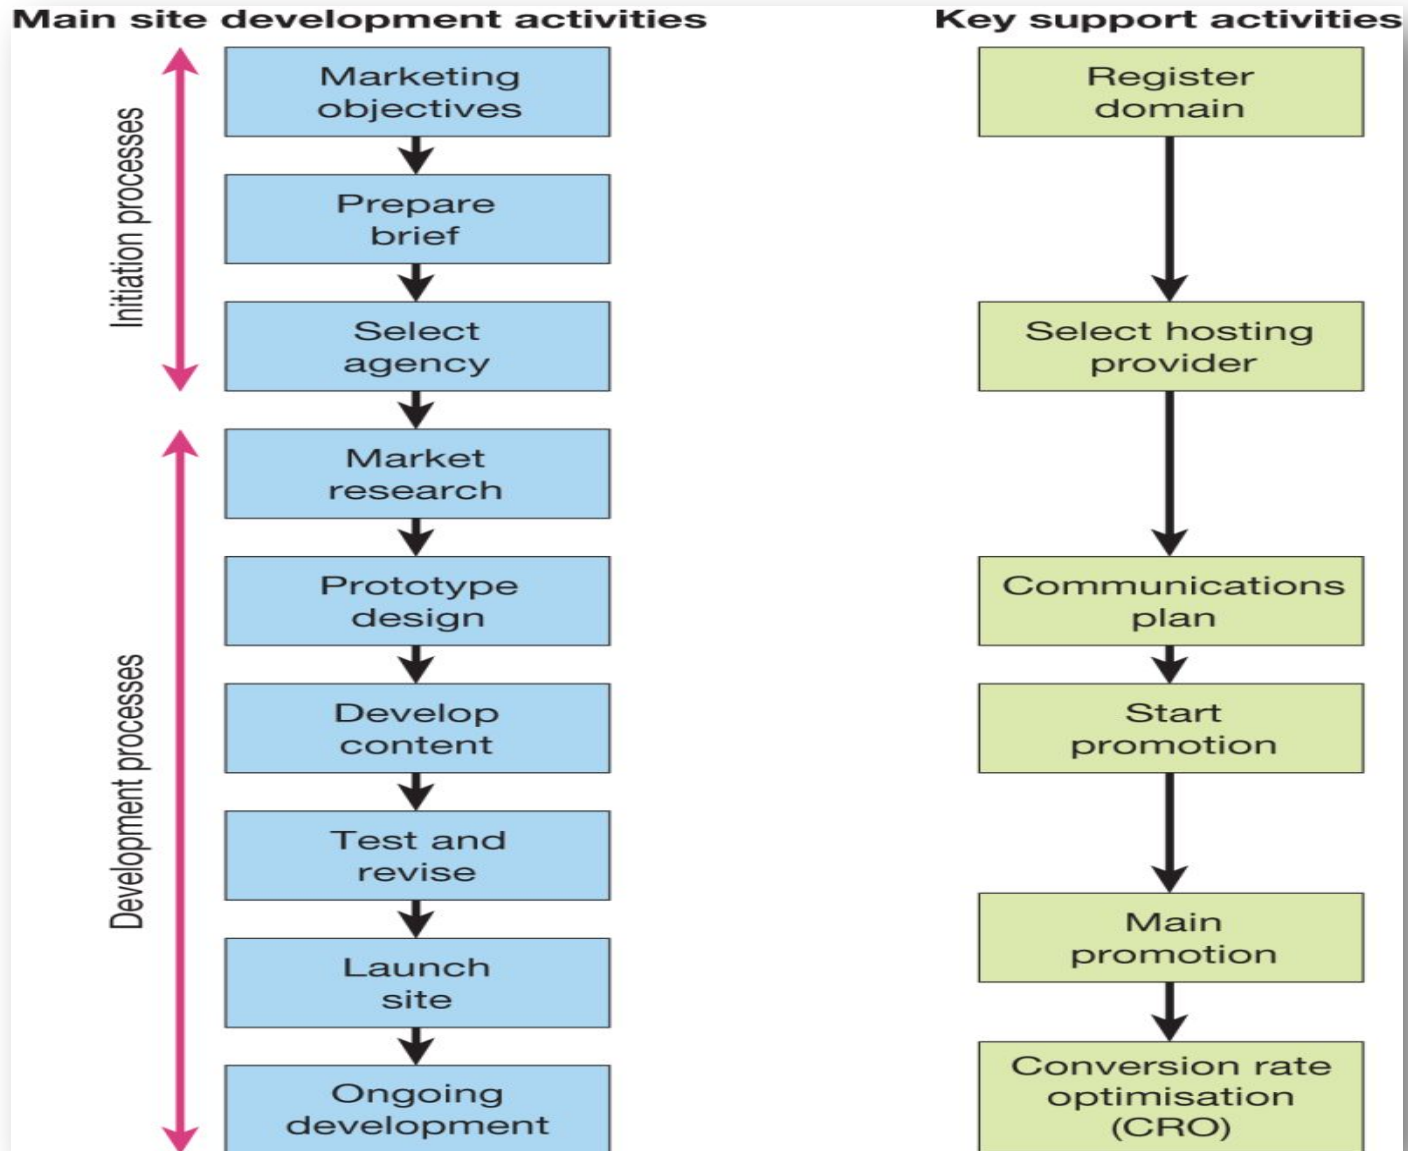 Main site development activities
Key support activities
Initiation processes
Marketing
objectives
Prepare
brief
Select
agency
Development processes
Market
research
Prototype
design
Develop
content
Test and
revise
Launch
site
Ongoing
development
Register
domain
Select hosting
provider
Communications
plan
Start
promotion
Main
promotion
Conversion rate
optimisation
(CRO)